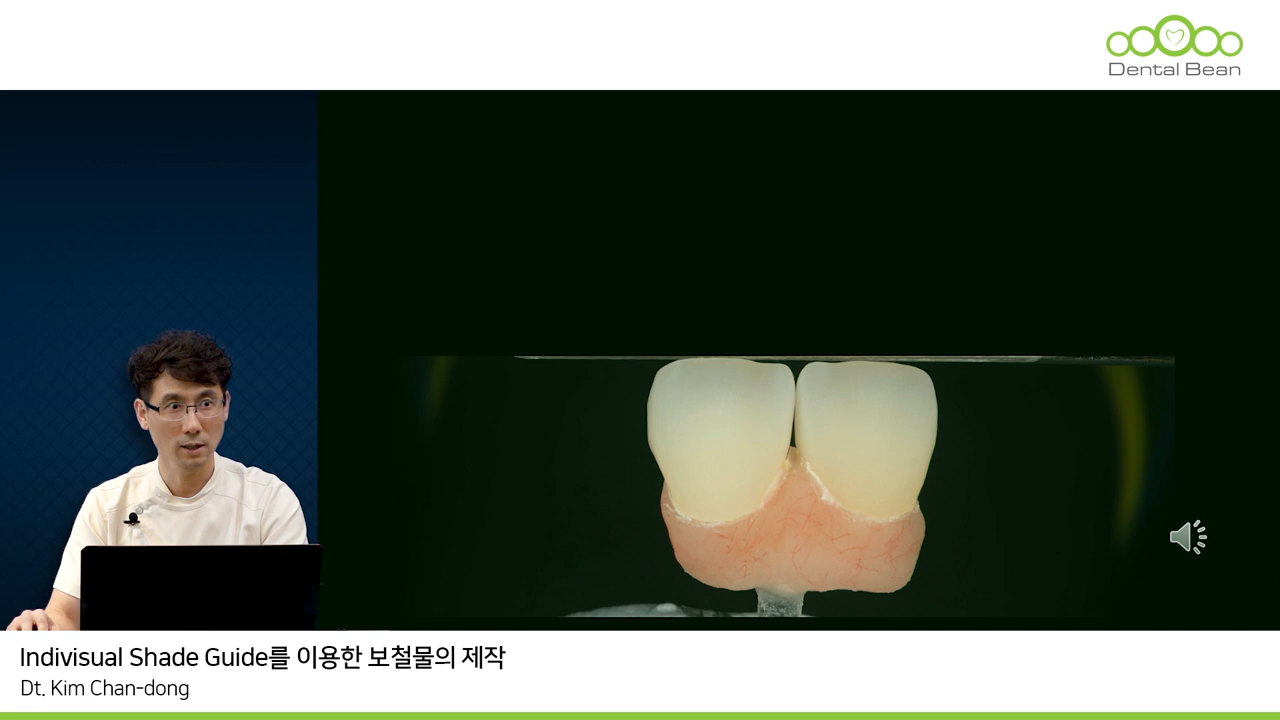 Dental Bean
Indivisual Shade Guide를 이용한 보철물의 제작
Dt. Kim Chan-dong